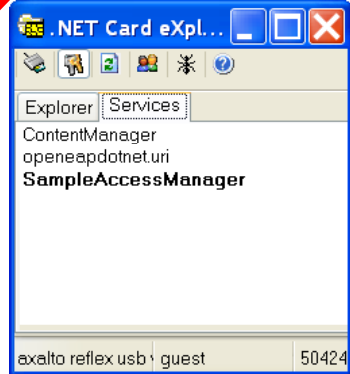 .NET Card eXpl...
Explorer Services
ContentManager
openeapdotnet.uri
SampleAccessManager
axalto reflex usb guest 50424